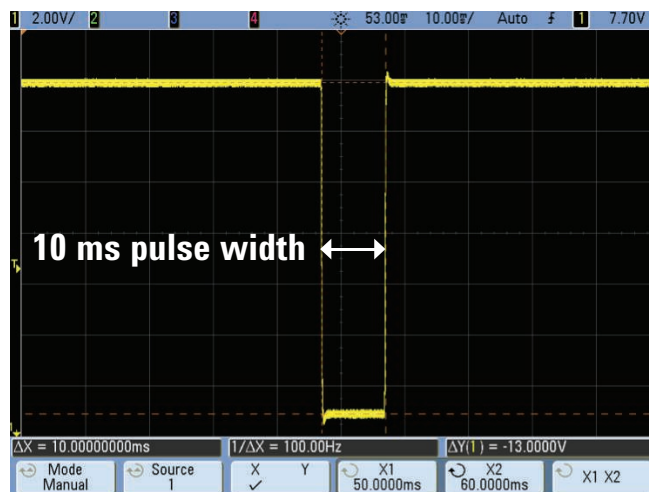 1 2.00V/ 2 3 4 53.00ms 10.00ms/ Auto 1 7.70V
10 ms pulse width
T
ΔX = 10.00000000ms 1/ΔX = 100.00Hz ΔY(1) = -13.0000V
Mode Source X Y X1 X2 X1 X2
Manual 1 ✓ 50.0000ms 60.0000ms